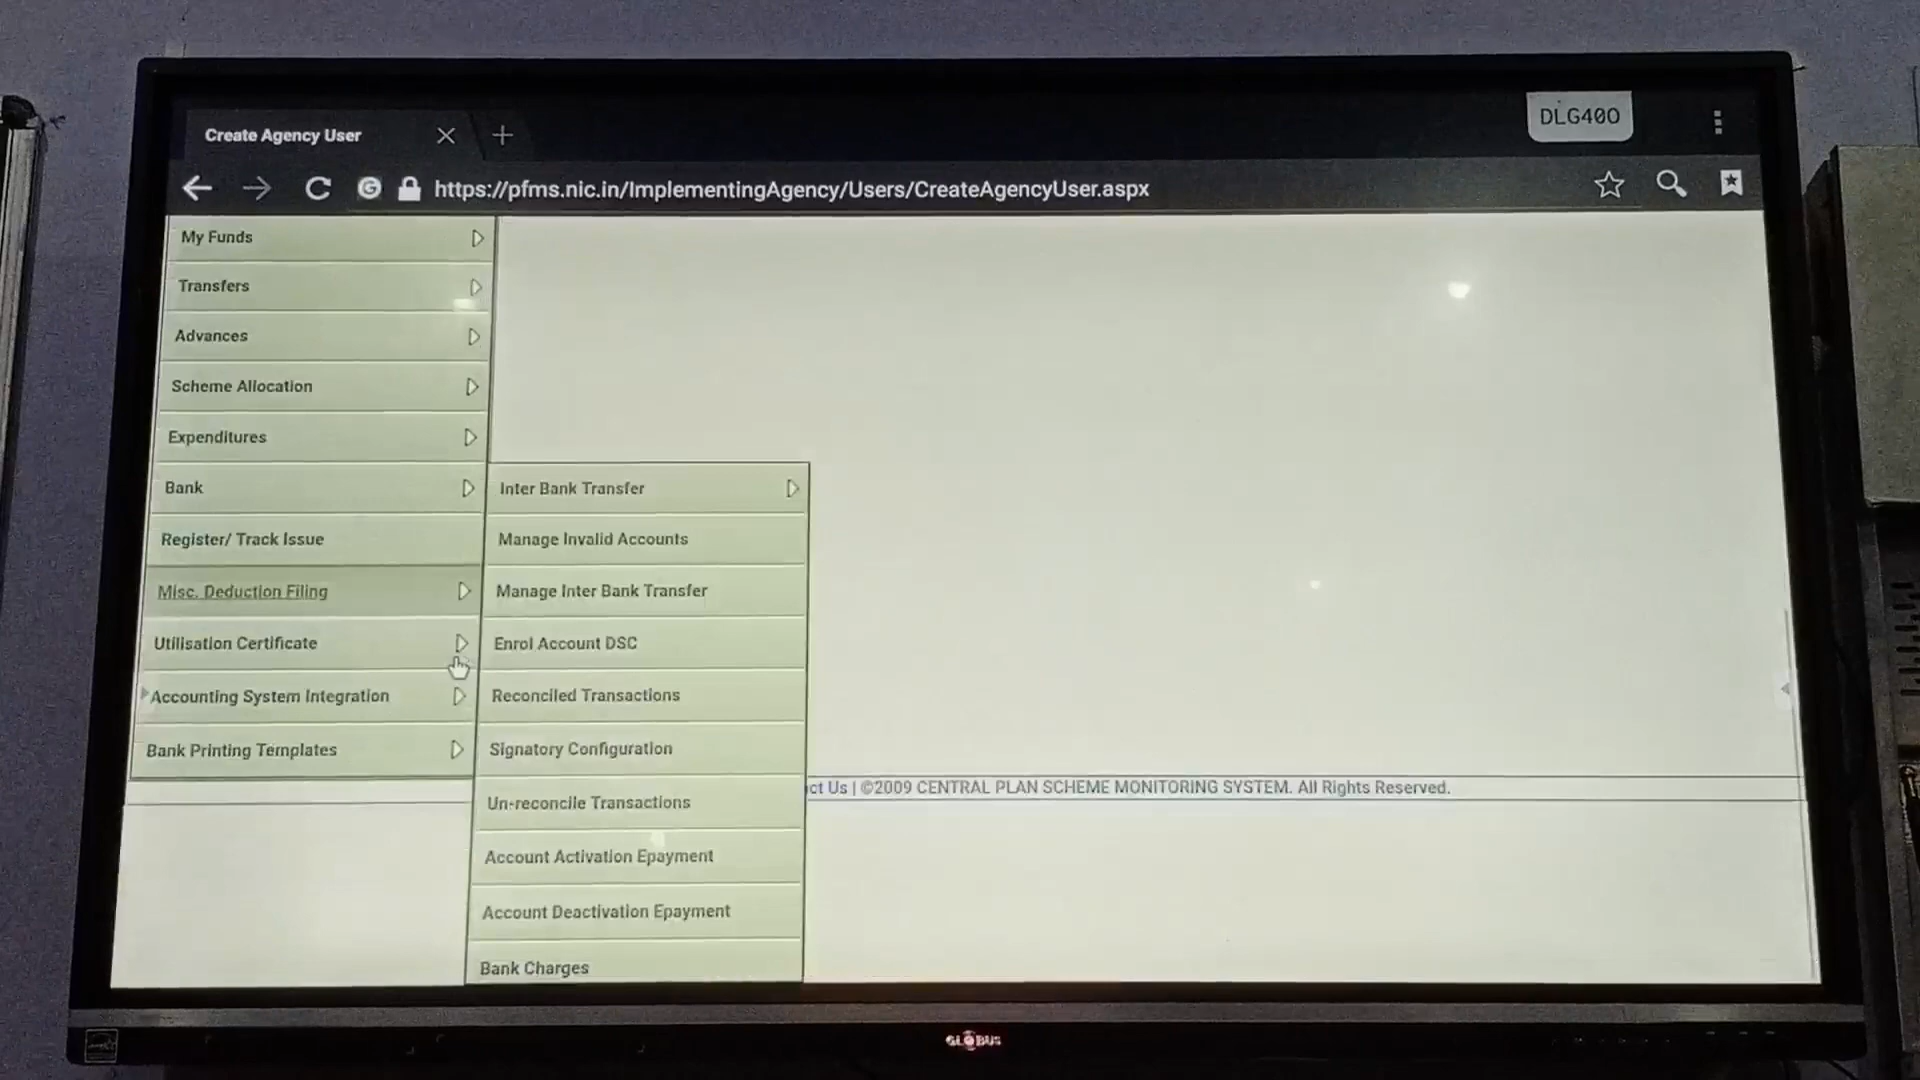 DLG400
Create Agency User
https://pfms.nic.in/ImplementingAgency/Users/CreateAgencyUser.aspx
My Funds
Transfers
Advances
Scheme Allocation
Expenditures
Bank
Register/ Track Issue
Misc. Deduction Filing
Utilisation Certificate
Accounting System Integration
Bank Printing Templates
Inter Bank Transfer
Manage Invalid Accounts
Manage Inter Bank Transfer
Enrol Account DSC
Reconciled Transactions
Signatory Configuration
Un-reconcile Transactions
Account Activation Epayment
Account Deactivation Epayment
Bank Charges
ct Us | ©2009 CENTRAL PLAN SCHEME MONITORING SYSTEM. All Rights Reserved.
GLOBUS